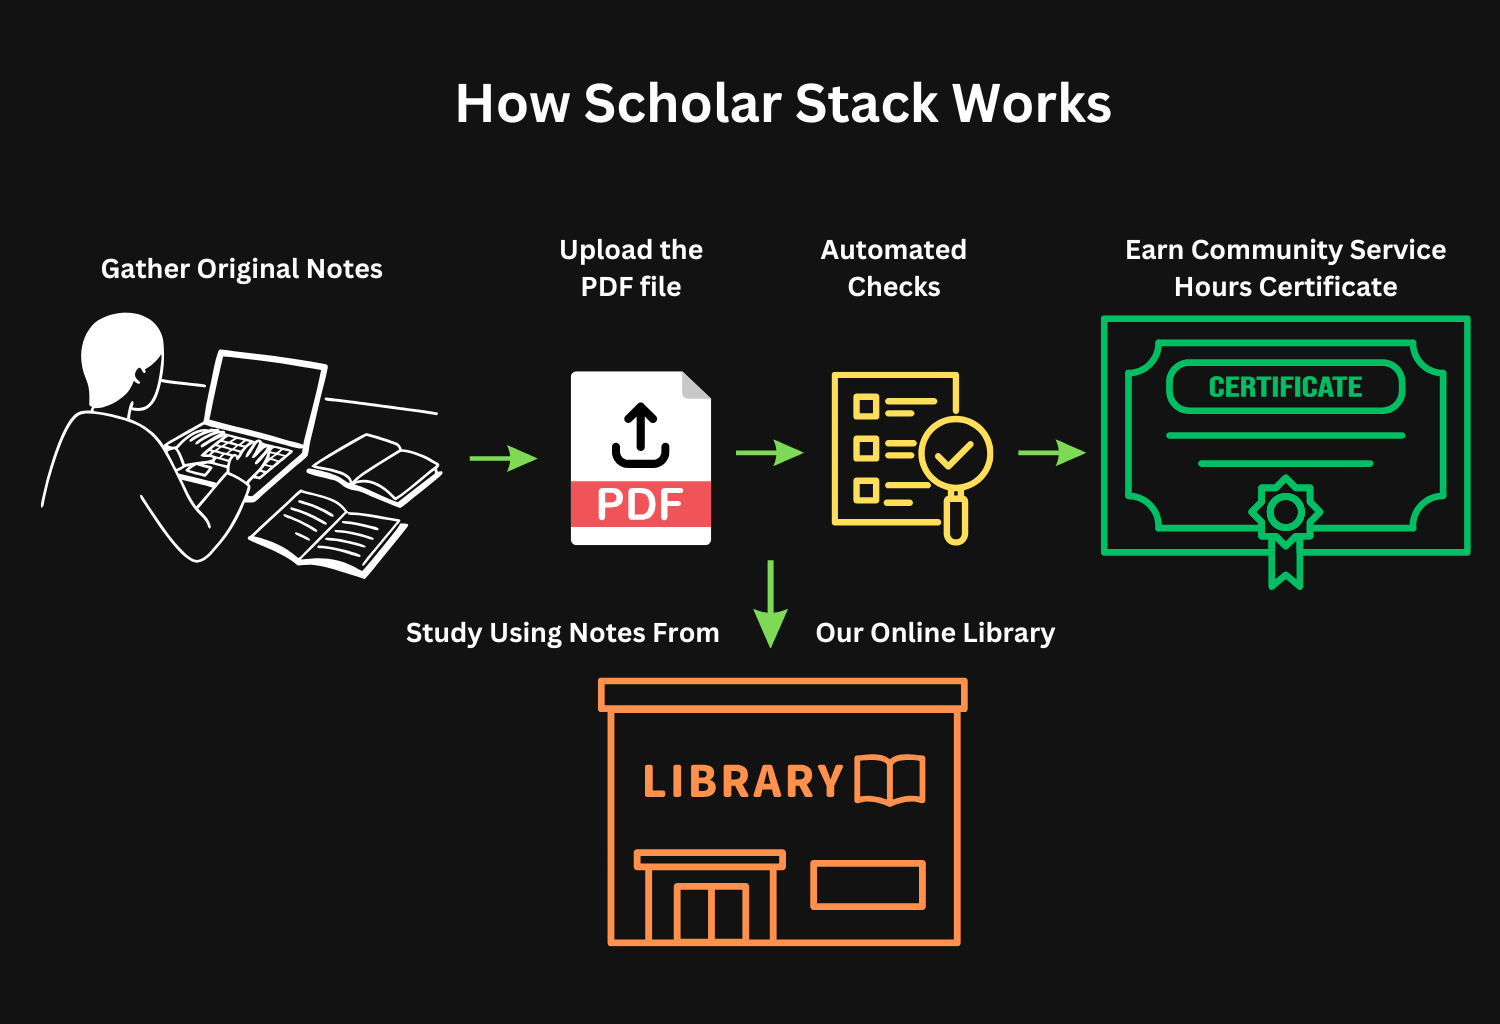 How Scholar Stack Works
Gather Original Notes
Upload the
PDF file
Automated
Checks
Earn Community Service
Hours Certificate
PDF
CERTIFICATE
Study Using Notes From
Our Online Library
LIBRARY